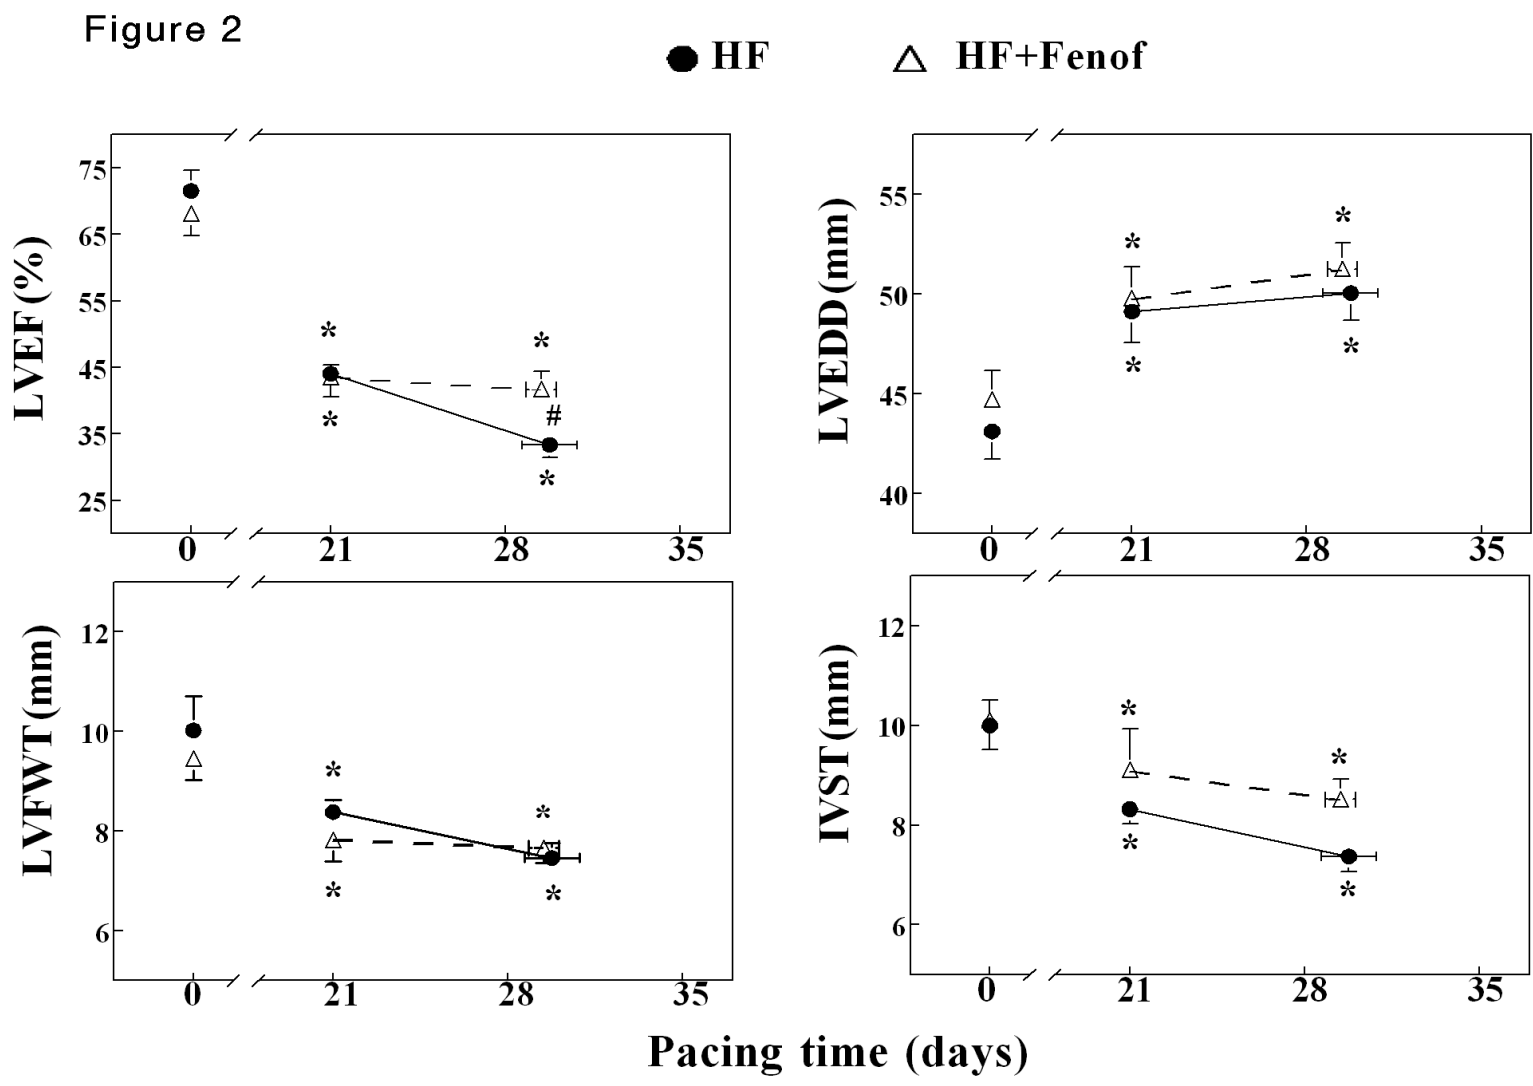 Figure 2
HF HF+Fenof
LVEF(%)
75
65
55
45
35
25
* *
* #
*
0 21 28 35
LVEDD(mm)
55
50
45
40
* *
* *
0 21 28 35
LVFWT(mm)
12
10
8
6
* *
* *
0 21 28 35
IVST(mm)
12
10
8
6
* *
* *
0 21 28 35
Pacing time (days)